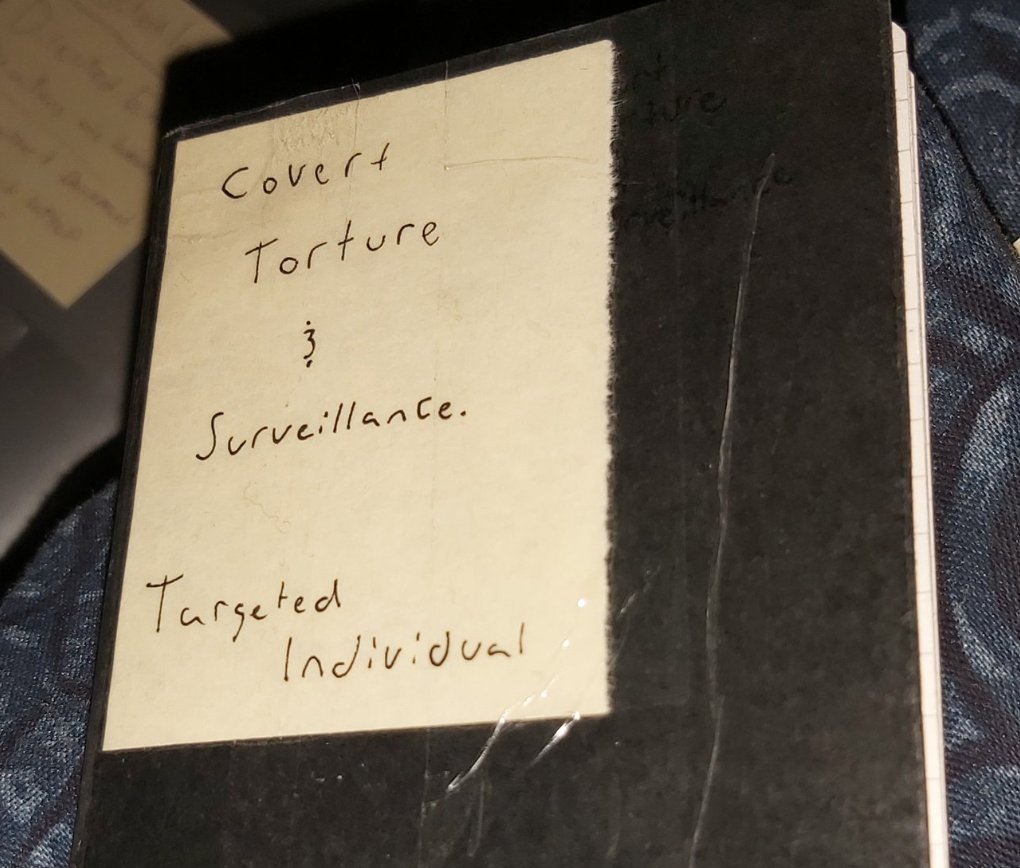 Covert
Torture
&
Surveillance.
Targeted
Individual